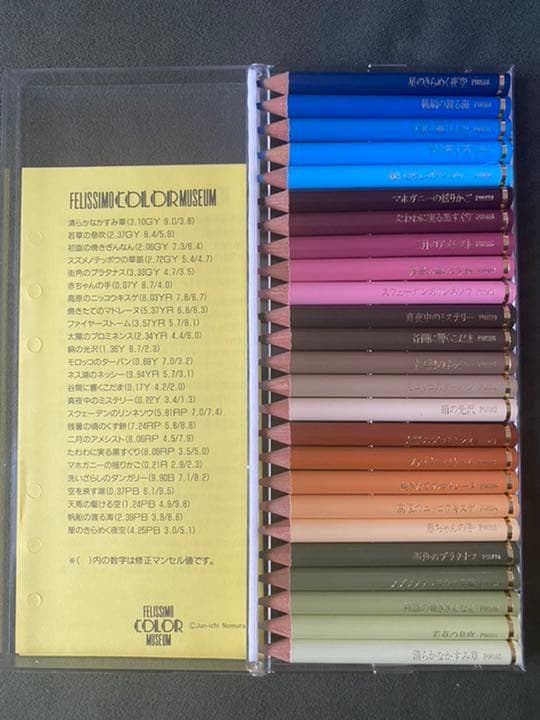 FELISSIMO COLOR MUSEUM
清らかなかすみ草(3.10GY 9.0/3.8)
若草の息吹(2.37GY 8.4/5.9)
初宿の焼きぎんなん(2.06GY 7.3/6.4)
スズメノテッポウの草笛(2.72GY 5.4/4.7)
街角のプラタナス(3.33GY 4.7/3.5)
赤ちゃんの手(0.07Y 8.7/4.0)
高原のニッコウキスゲ(8.03YR 7.8/6.7)
焼きたてのマドレーヌ(5.37YR 6.8/8.3)
ファイヤーストーム(3.57YR 5.7/8.1)
太陽のプロミネンス(2.34YR 4.4/6.0)
絹の光沢(1.36Y 8.7/2.3)
モロッコのターバン(0.69Y 7.0/3.2)
ネス湖のネッシー(9.94YR 5.7/3.1)
谷間に響くこだま(0.17Y 4.2/2.0)
真夜中のミステリー(0.22Y 3.4/1.3)
スウェーデンのリンネソウ(5.81RP 7.0/7.4)
残暑の頃のくず餅(7.24RP 5.6/8.8)
二月のアメシスト(8.06RP 4.5/7.9)
たわわに実る黒すぐり(8.09RP 3.5/5.0)
マホガニーの揺りかご(0.21R 2.8/2.3)
洗いざらしのダンガリー(9.90B 7.1/8.2)
空を映す湖(0.37PB 6.1/9.5)
天馬の駆ける空(1.24PB 4.9/9.8)
帆船の渡る海(2.39PB 3.9/8.6)
星のきらめく夜空(4.25PB 3.0/5.1)
※( )内の数字は修正マンセル値です。
FELISSIMO
COLOR
MUSEUM
©Jun-ichi Nomura
星のきらめく夜空
帆船の渡る海
マホガニーの揺りかご
たわわに実る黒すぐり
二月のアメシスト
スウェーデンのリンネソウ
真夜中のミステリー
谷間に響くこだま
絹の光沢
焼きたてのマドレーヌ
高原のニッコウキスゲ
赤ちゃんの手
街角のプラタナス
若草の息吹
清らかなかすみ草